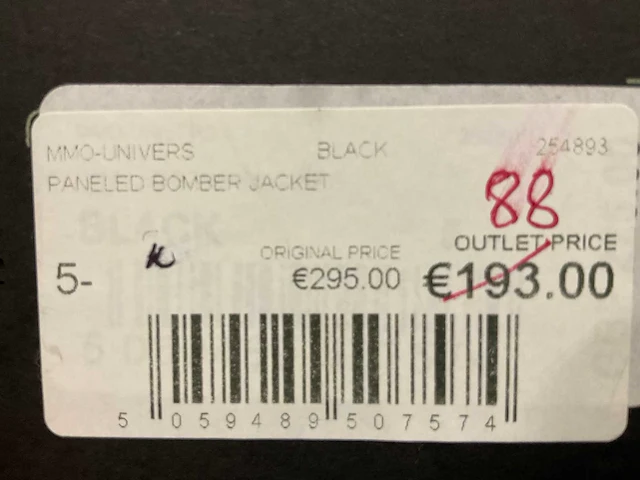 MMO-UNIVERS BLACK 254893
PANELED BOMBER JACKET
88
ORIGINAL PRICE OUTLET PRICE
5- €295.00 €193.00
5 059489 507574